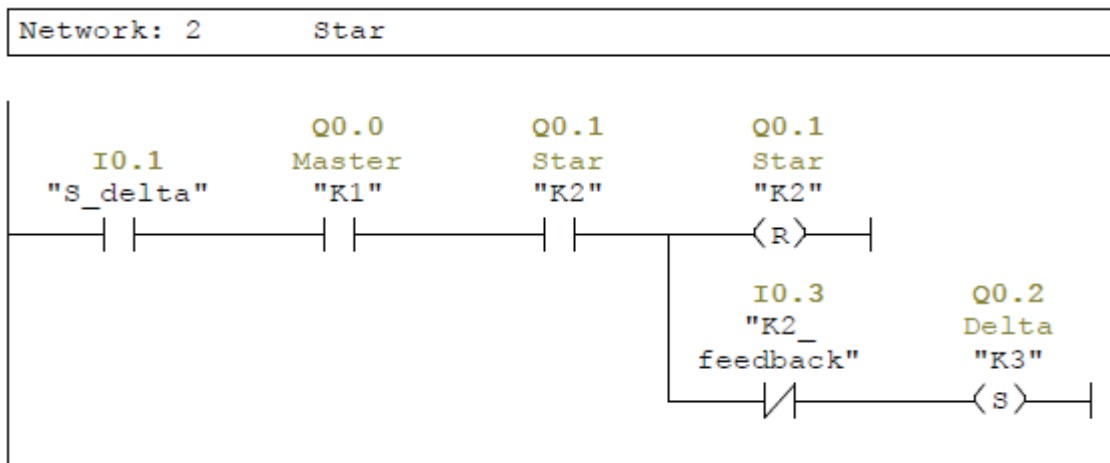 Network: 2 Star
Q0.0 Q0.1 Q0.1
I0.1 Master Star Star
"S_delta" "K1" "K2" "K2"
R
I0.3 Q0.2
"K2_ Delta
feedback" "K3"
S